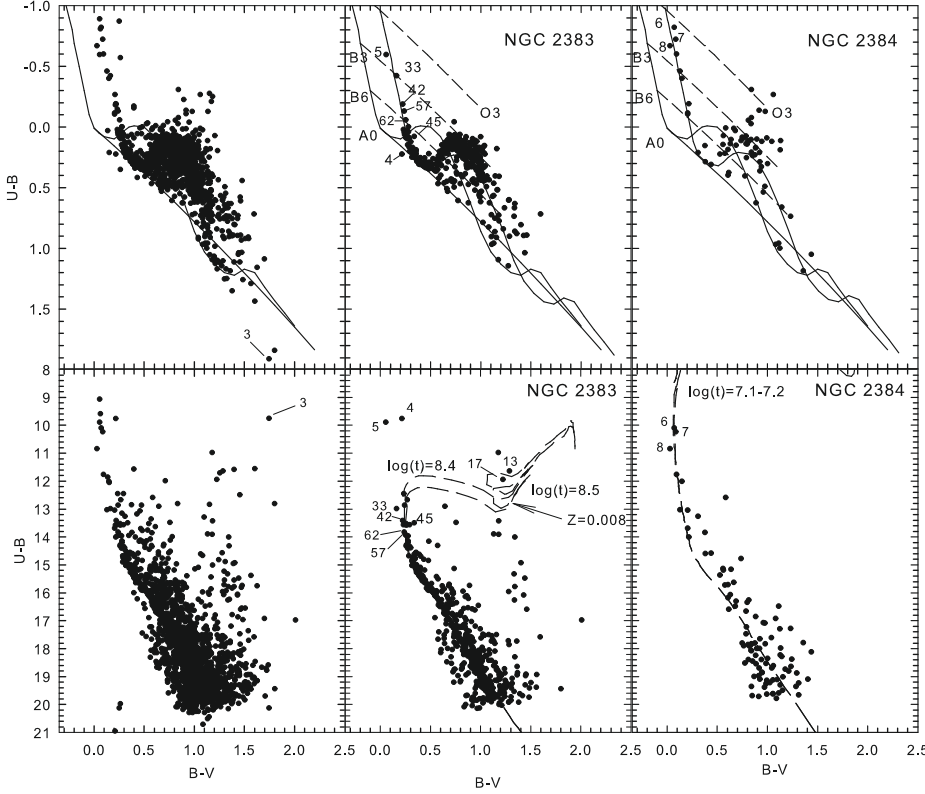 -1.0
-0.5
0.0
0.5
1.0
1.5
U-B
3
NGC 2383
5
B3
33
42
B6
57
62
45
O3
A0
4
NGC 2384
6
7
8
B3
B6
O3
A0
8
9
10
11
12
13
14
15
16
17
18
19
20
21
U-B
3
0.0
0.5
1.0
1.5
2.0
2.5
B-V
NGC 2383
4
5
17
13
log(t)=8.4
log(t)=8.5
33
42
45
Z=0.008
62
57
0.0
0.5
1.0
1.5
2.0
2.5
B-V
log(t)=7.1-7.2
NGC 2384
6
7
8
0.0
0.5
1.0
1.5
2.0
2.5
B-V